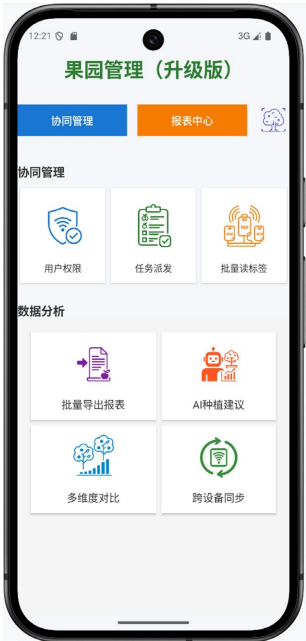 12:21 3G
果园管理（升级版）
协同管理 报表中心
协同管理
用户权限 任务派发 批量读标签
数据分析
批量导出报表 AI种植建议
多维度对比 跨设备同步